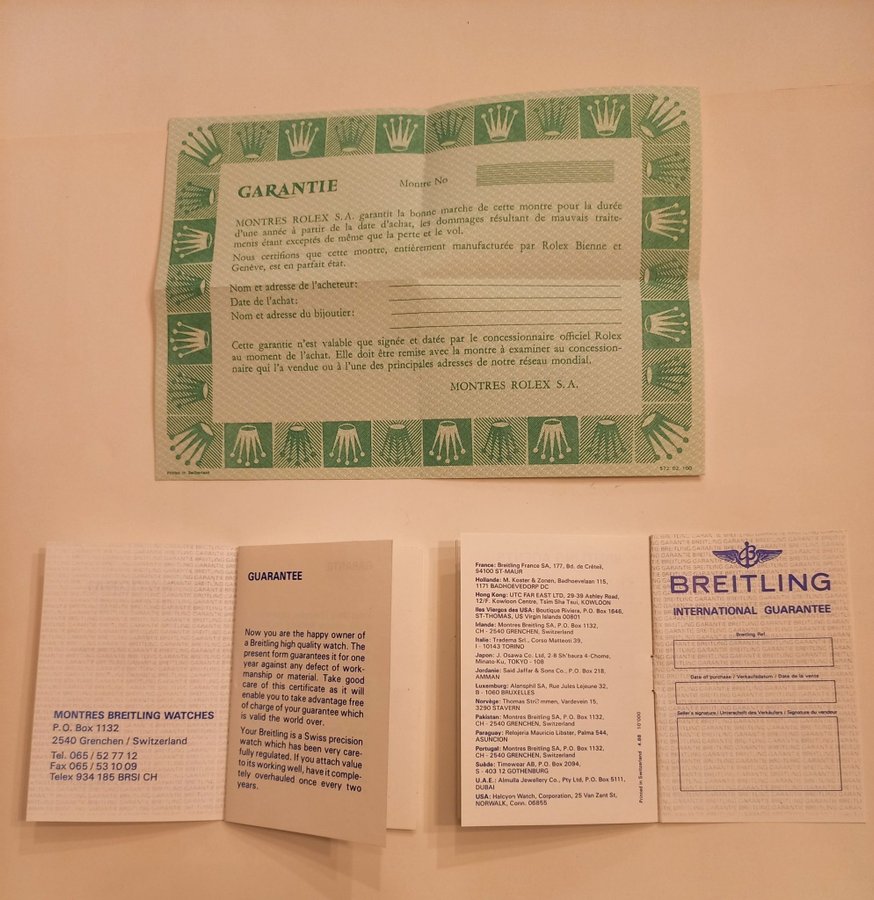 GARANTIE
Montre No
MONTRES ROLEX S.A. garantit la bonne marche de cette montre pour la durée
d'une année à partir de la date d'achat, les dommages résultant de mauvais traite-
ments étant exceptés de même que la perte et le vol.
Nous certifions que cette montre, entièrement manufacturée par Rolex Bienne et
Genève, est en parfait état.
Nom et adresse de l'acheteur:
Date de l'achat:
Nom et adresse du bijoutier:
Cette garantie n'est valable que signée et datée par le concessionnaire officiel Rolex
au moment de l'achat. Elle doit être remise avec la montre à examiner au concession-
naire qui l'a vendue ou à l'une des principales adresses de notre réseau mondial.
MONTRES ROLEX S.A.
Printed in Switzerland
572 02 100
MONTRES BREITLING WATCHES
P.O. Box 1132
2540 Grenchen / Switzerland
Tel. 065 / 52 77 12
Fax 065 / 53 10 09
Telex 934 185 BRSI CH
GUARANTEE
Now you are the happy owner of
a Breitling high quality watch. The
present form guarantees it for one
year against any defect of work-
manship or material. Take good
care of this certificate as it will
enable you to take advantage free
of charge of your guarantee which
is valid the world over.
Your Breitling is a Swiss precision
watch which has been very care-
fully regulated. If you attach value
to its working well, have it comple-
tely overhauled once every two
years.
France: Breitling France SA, 177, Bd. de Créteil,
94100 ST-MAUR
Hollande: M. Koster & Zonen, Badhoevelaan 115,
1171 BADHOEVEDORP DC
Hong Kong: UTC FAR EAST LTD, 29-39 Ashley Road,
12/F. Kowloon Centre, Tsim Sha Tsui, KOWLOON
Iles Vierges des USA: Boutique Riviera, P.O. Box 1646,
ST-THOMAS, US Virgin Islands 00801
Irlande: Montres Breitling SA, P.O. Box 1132,
CH - 2540 GRENCHEN, Switzerland
Italie: Tradema Srl., Corso Matteoti 39,
I - 10143 TORINO
Japon: J. Osawa Co. Ltd, 2-8 Shibaura 4-Chome,
Minato-Ku, TOKYO - 108
Jordanie: Said Jaffar & Sons Co., P.O. Box 218,
AMMAN
Luxemburg: Alansphil SA, Rue Jules Lejeune 32,
B - 1060 BRUXELLES
Norvège: Thomas Strömmen, Vardevein 15,
3290 STAVERN
Pakistan: Montres Breitling SA, P.O. Box 1132,
CH - 2540 GRENCHEN, Switzerland
Paraguay: Relojeria Mauricio Libster, Palma 544,
ASUNCION
Portugal: Montres Breitling SA, P.O. Box 1132,
CH - 2540 GRENCHEN, Switzerland
Suède: Timewear AB, P.O. Box 2094,
S - 403 12 GOTHENBURG
U.A.E.: Almulla Jewellery Co., Pty Ltd, P.O. Box 5111,
DUBAI
USA: Halcyon Watch, Corporation, 25 Van Zant St,
NORWALK, Conn. 06855
Printed in Switzerland 4.88 10'000
BREITLING
INTERNATIONAL GUARANTEE
Breitling Ref.
Date of purchase / Verkaufsdatum / Date de la vente
Seller's signature / Unterschrift des Verkäufers / Signature du vendeur